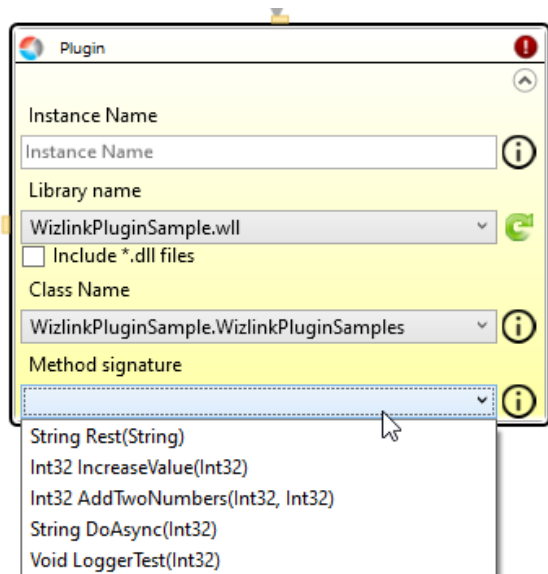 Plugin
Instance Name
Instance Name
Library name
WizlinkPluginSample.wll
Include *.dll files
Class Name
WizlinkPluginSample.WizlinkPluginSamples
Method signature
String Rest(String)
Int32 IncreaseValue(Int32)
Int32 AddTwoNumbers(Int32, Int32)
String DoAsync(Int32)
Void LoggerTest(Int32)